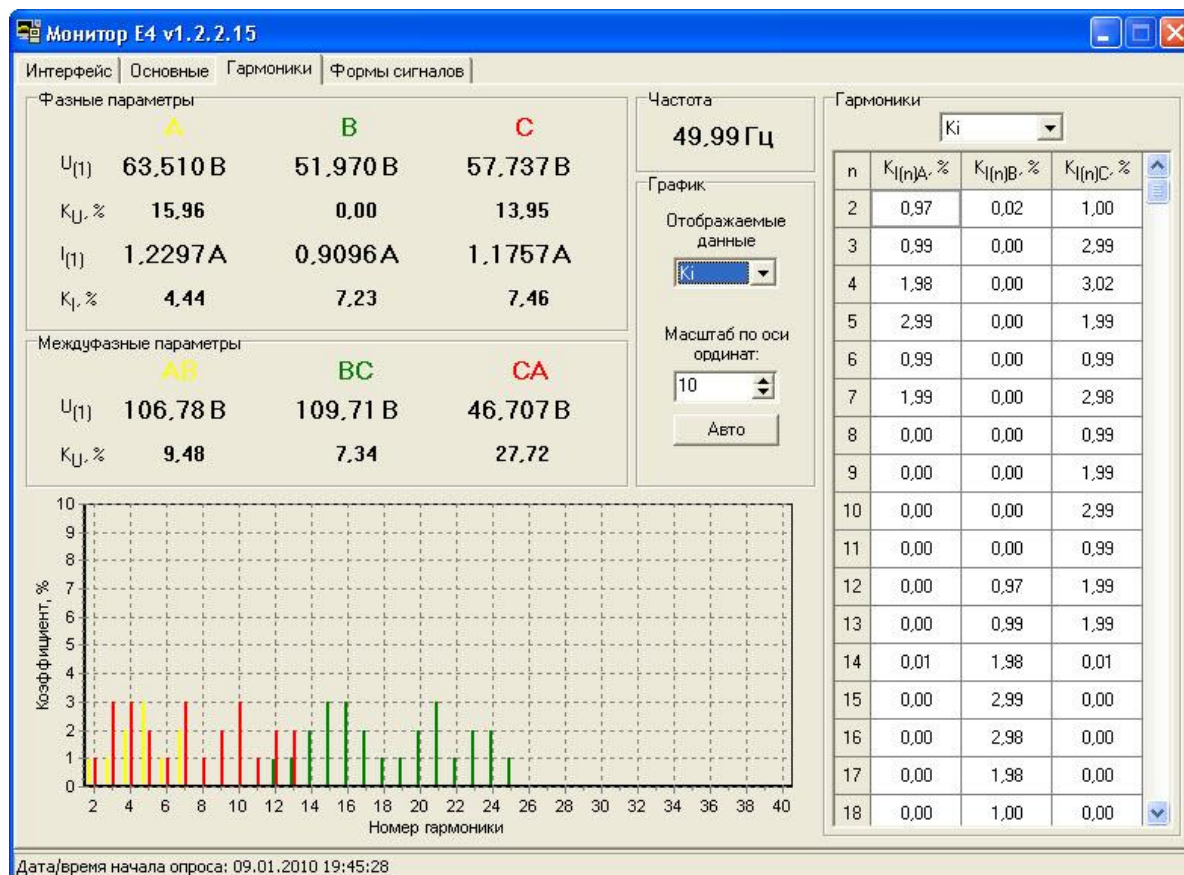 Монитор Е4 v1.2.2.15
Интерфейс Основные Гармоники Формы сигналов
Фазные параметры
A B C
U(1) 63,510 В 51,970 В 57,737 В
KU, % 15,96 0,00 13,95
I(1) 1,2297 А 0,9096 А 1,1757 А
KI, % 4,44 7,23 7,46
Междуфазные параметры
AB BC CA
U(1) 106,78 В 109,71 В 46,707 В
KU, % 9,48 7,34 27,72
Частота
49,99 Гц
График
Отображаемые
данные
Ki
Масштаб по оси
ординат:
10
Авто
Гармоники
Ki
n KI(n)A, % KI(n)B, % KI(n)C, %
2 0,97 0,02 1,00
3 0,99 0,00 2,99
4 1,98 0,00 3,02
5 2,99 0,00 1,99
6 0,99 0,00 0,99
7 1,99 0,00 2,98
8 0,00 0,00 0,99
9 0,00 0,00 1,99
10 0,00 0,00 2,99
11 0,00 0,00 0,99
12 0,00 0,97 1,99
13 0,00 0,99 1,99
14 0,01 1,98 0,01
15 0,00 2,99 0,00
16 0,00 2,98 0,00
17 0,00 1,98 0,00
18 0,00 1,00 0,00
Коэффициент, %
10
9
8
7
6
5
4
3
2
1
0
2 4 6 8 10 12 14 16 18 20 22 24 26 28 30 32 34 36 38 40
Номер гармоники
Дата/время начала опроса: 09.01.2010 19:45:28